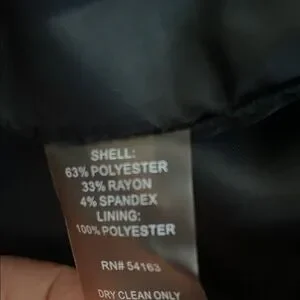 SHELL:
63% POLYESTER
33% RAYON
4% SPANDEX
LINING:
100% POLYESTER
RN# 54163
DRY CLEAN ONLY